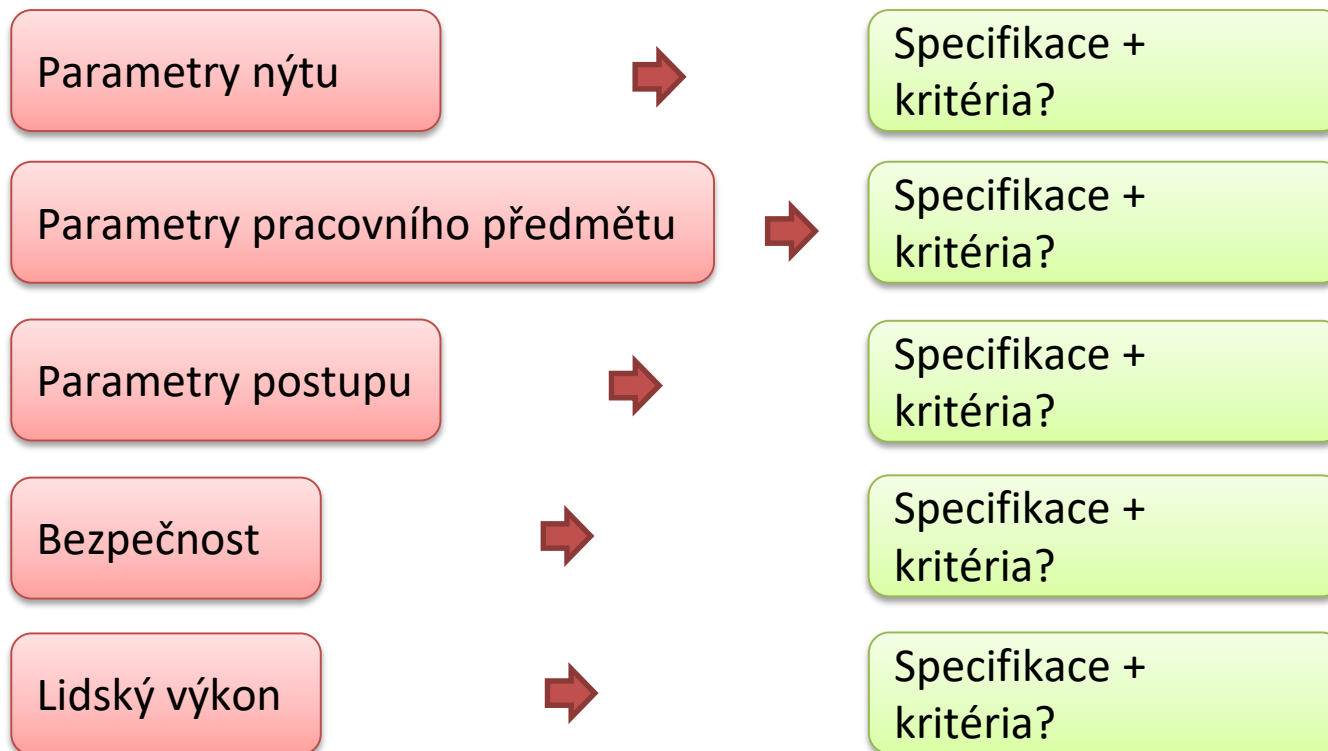 Parametry nýtu
Specifikace +
kritéria?
Parametry pracovního předmětu
Specifikace +
kritéria?
Parametry postupu
Specifikace +
kritéria?
Bezpečnost
Specifikace +
kritéria?
Lidský výkon
Specifikace +
kritéria?